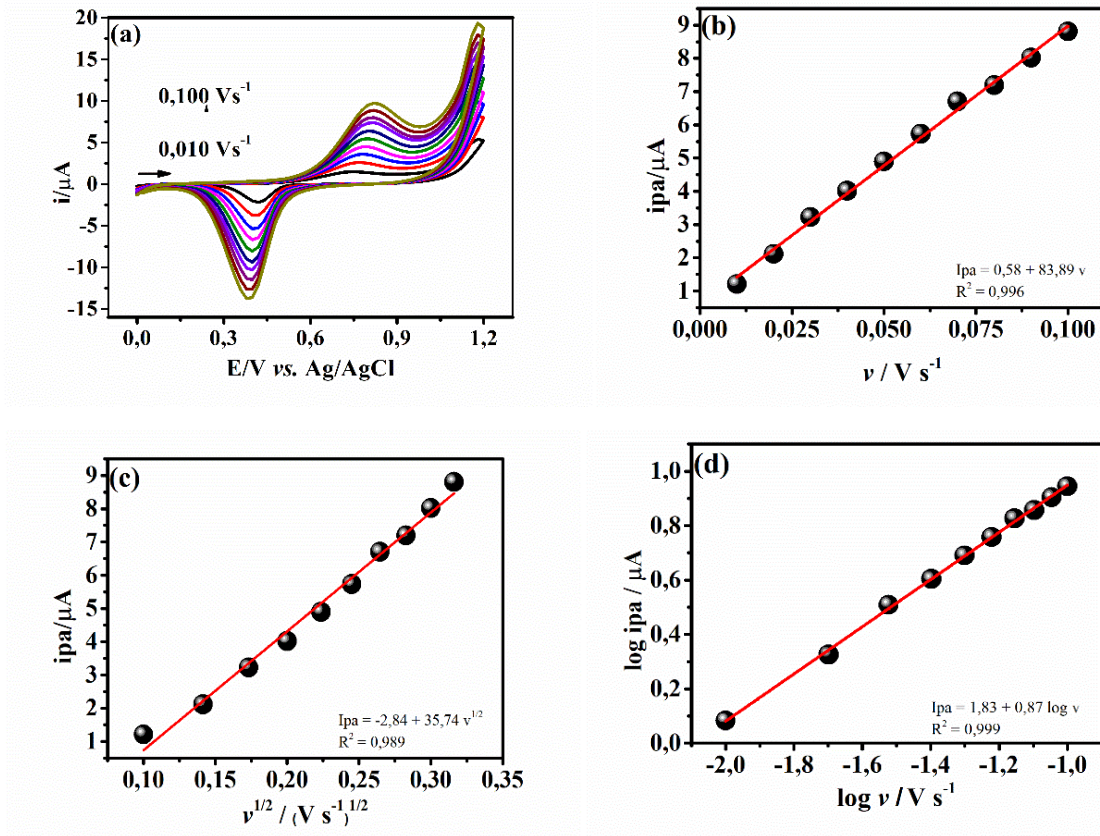 (a)
20
15
10
5
0
-5
-10
-15
i/μA
0,100 Vs⁻¹
0,010 Vs⁻¹
0,0 0,3 0,6 0,9 1,2
E/V vs. Ag/AgCl
(b)
9
8
7
6
5
4
3
2
1
ipa/μA
Ipa = 0,58 + 83,89 v
R² = 0,996
0,000 0,025 0,050 0,075 0,100
v / V s⁻¹
(c)
9
8
7
6
5
4
3
2
1
ipa/μA
Ipa = -2,84 + 35,74 v¹/²
R² = 0,989
0,10 0,15 0,20 0,25 0,30 0,35
v¹/² / (V s⁻¹)¹/²
(d)
1,0
0,8
0,6
0,4
0,2
0,0
log ipa / μA
Ipa = 1,83 + 0,87 log v
R² = 0,999
-2,0 -1,8 -1,6 -1,4 -1,2 -1,0
log v / V s⁻¹